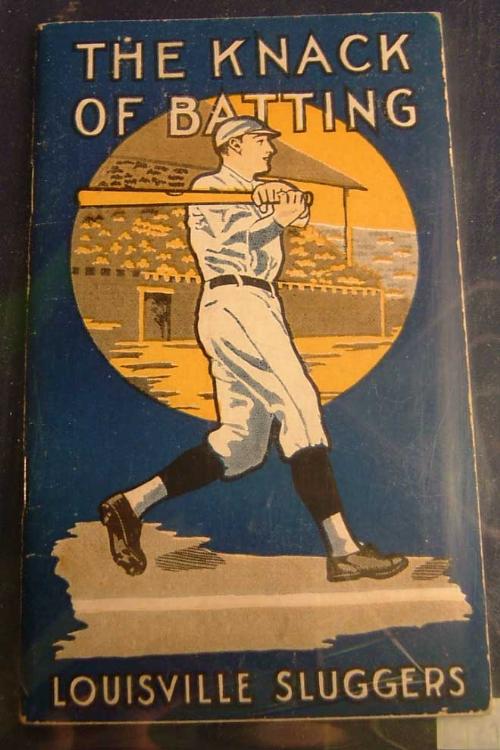 THE KNACK
OF BATTING
LOUISVILLE SLUGGERS